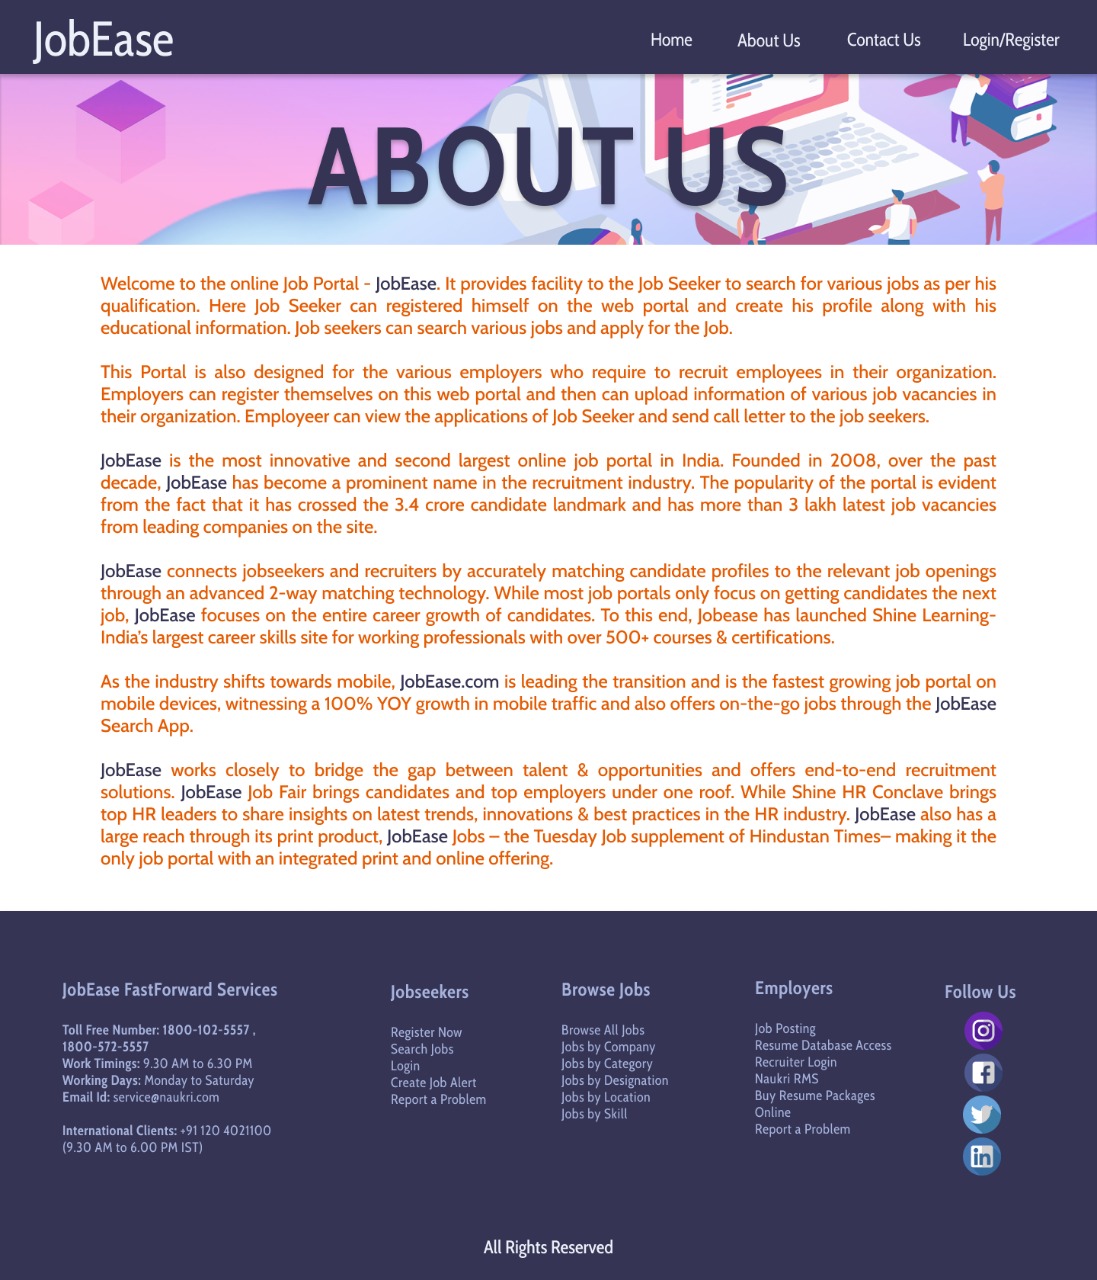 JobEase
Home
About Us
Contact Us
Login/Register
ABOUT US
Welcome to the online Job Portal - JobEase. It provides facility to the Job Seeker to search for various jobs as per his
qualification. Here Job Seeker can registered himself on the web portal and create his profile along with his
educational information. Job seekers can search various jobs and apply for the Job.
This Portal is also designed for the various employers who require to recruit employees in their organization.
Employers can register themselves on this web portal and then can upload information of various job vacancies in
their organization. Employeer can view the applications of Job Seeker and send call letter to the job seekers.
JobEase is the most innovative and second largest online job portal in India. Founded in 2008, over the past
decade, JobEase has become a prominent name in the recruitment industry. The popularity of the portal is evident
from the fact that it has crossed the 3.4 crore candidate landmark and has more than 3 lakh latest job vacancies
from leading companies on the site.
JobEase connects jobseekers and recruiters by accurately matching candidate profiles to the relevant job openings
through an advanced 2-way matching technology. While most job portals only focus on getting candidates the next
job, JobEase focuses on the entire career growth of candidates. To this end, Jobease has launched Shine Learning-
India's largest career skills site for working professionals with over 500+ courses & certifications.
As the industry shifts towards mobile, JobEase.com is leading the transition and is the fastest growing job portal on
mobile devices, witnessing a 100% YOY growth in mobile traffic and also offers on-the-go jobs through the JobEase
Search App.
JobEase works closely to bridge the gap between talent & opportunities and offers end-to-end recruitment
solutions. JobEase Job Fair brings candidates and top employers under one roof. While Shine HR Conclave brings
top HR leaders to share insights on latest trends, innovations & best practices in the HR industry. JobEase also has a
large reach through its print product, JobEase Jobs – the Tuesday Job supplement of Hindustan Times– making it the
only job portal with an integrated print and online offering.
JobEase FastForward Services
Toll Free Number: 1800-102-5557 ,
1800-572-5557
Work Timings: 9.30 AM to 6.30 PM
Working Days: Monday to Saturday
Email Id: service@naukri.com
International Clients: +91 120 4021100
(9.30 AM to 6.00 PM IST)
Jobseekers
Register Now
Search Jobs
Login
Create Job Alert
Report a Problem
Browse Jobs
Browse All Jobs
Jobs by Company
Jobs by Category
Jobs by Designation
Jobs by Location
Jobs by Skill
Employers
Job Posting
Resume Database Access
Recruiter Login
Naukri RMS
Buy Resume Packages
Online
Report a Problem
Follow Us
in
All Rights Reserved